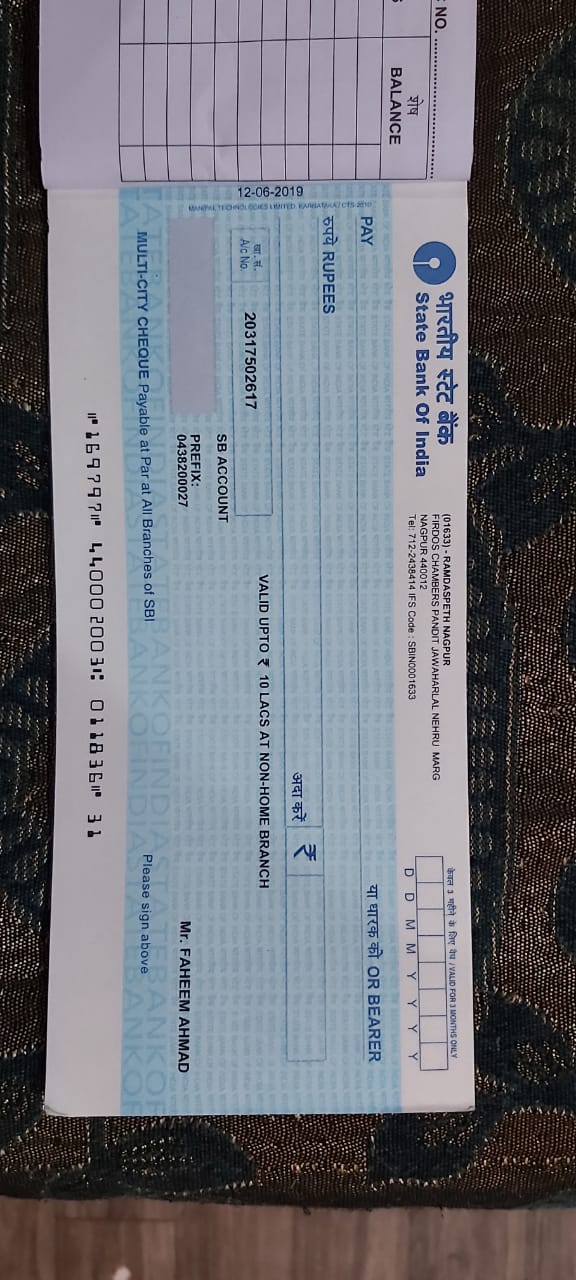 : NO. ........................
शेष
BALANCE
भारतीय स्टेट बैंक
State Bank Of India
(01633) - RAMDASPETH NAGPUR
FIRDOS CHAMBERS PANDIT JAWAHARLAL NEHRU MARG
NAGPUR 440012
Tel: 712-2438414 IFS Code : SBIN0001633
केवल 3 महीने के लिए वैध / VALID FOR 3 MONTHS ONLY
D D M M Y Y Y Y
PAY
या धारक को OR BEARER
रुपये RUPEES
अदा करें ₹
खा. सं.
A/c No. 20317502617
VALID UPTO ₹ 10 LACS AT NON-HOME BRANCH
SB ACCOUNT
PREFIX:
0438200027
Mr. FAHEEM AHMAD
MULTI-CITY CHEQUE Payable at Par at All Branches of SBI
Please sign above
⑈169797⑈ 440002003⑆ 011836⑈ 31
12-06-2019
MANIPAL TECHNOLOGIES LIMITED, KARNATAKA / CTS-2010